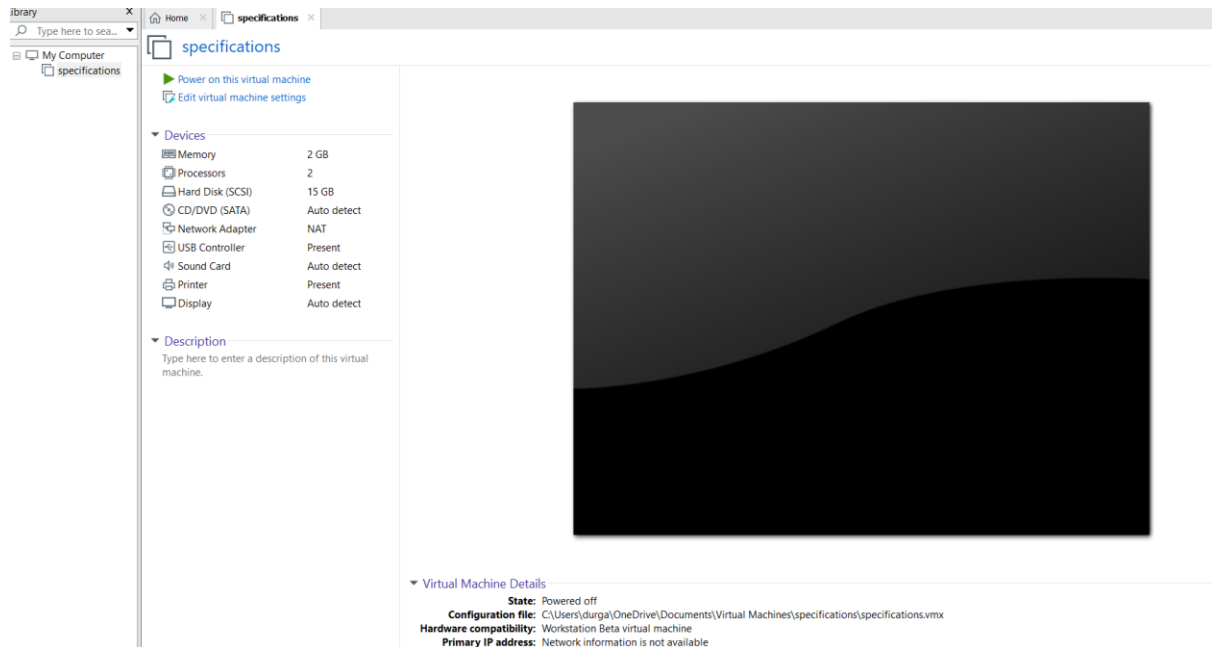 Library X
Type here to sea...
My Computer
specifications
Home × specifications ×
specifications
Power on this virtual machine
Edit virtual machine settings
Devices
Memory 2 GB
Processors 2
Hard Disk (SCSI) 15 GB
CD/DVD (SATA) Auto detect
Network Adapter NAT
USB Controller Present
Sound Card Auto detect
Printer Present
Display Auto detect
Description
Type here to enter a description of this virtual
machine.
Virtual Machine Details
State: Powered off
Configuration file: C:\Users\durga\OneDrive\Documents\Virtual Machines\specifications\specifications.vmx
Hardware compatibility: Workstation Beta virtual machine
Primary IP address: Network information is not available